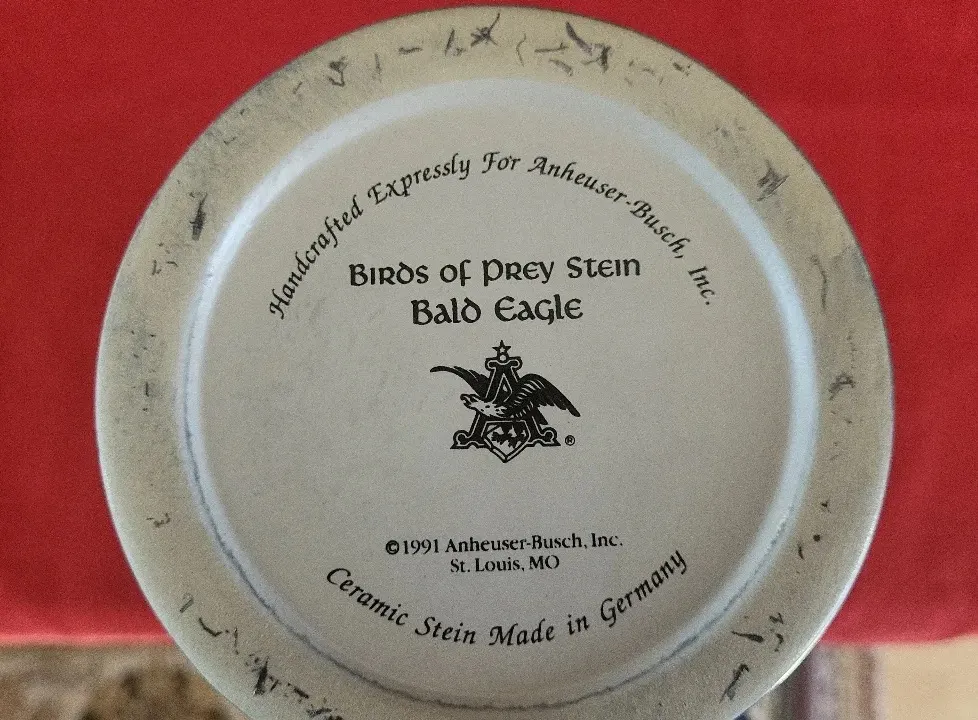 Handcrafted Expressly For Anheuser-Busch, Inc.
Birds of Prey Stein
Bald Eagle
®
©1991 Anheuser-Busch, Inc.
St. Louis, MO
Ceramic Stein Made in Germany